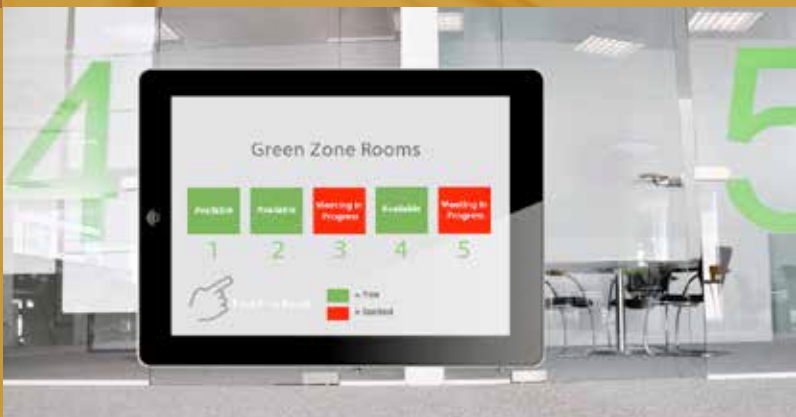 4
5
Green Zone Rooms
Available
Available
Meeting in
Progress
Available
Meeting in
Progress
1 2 3 4 5
= Free
= Booked